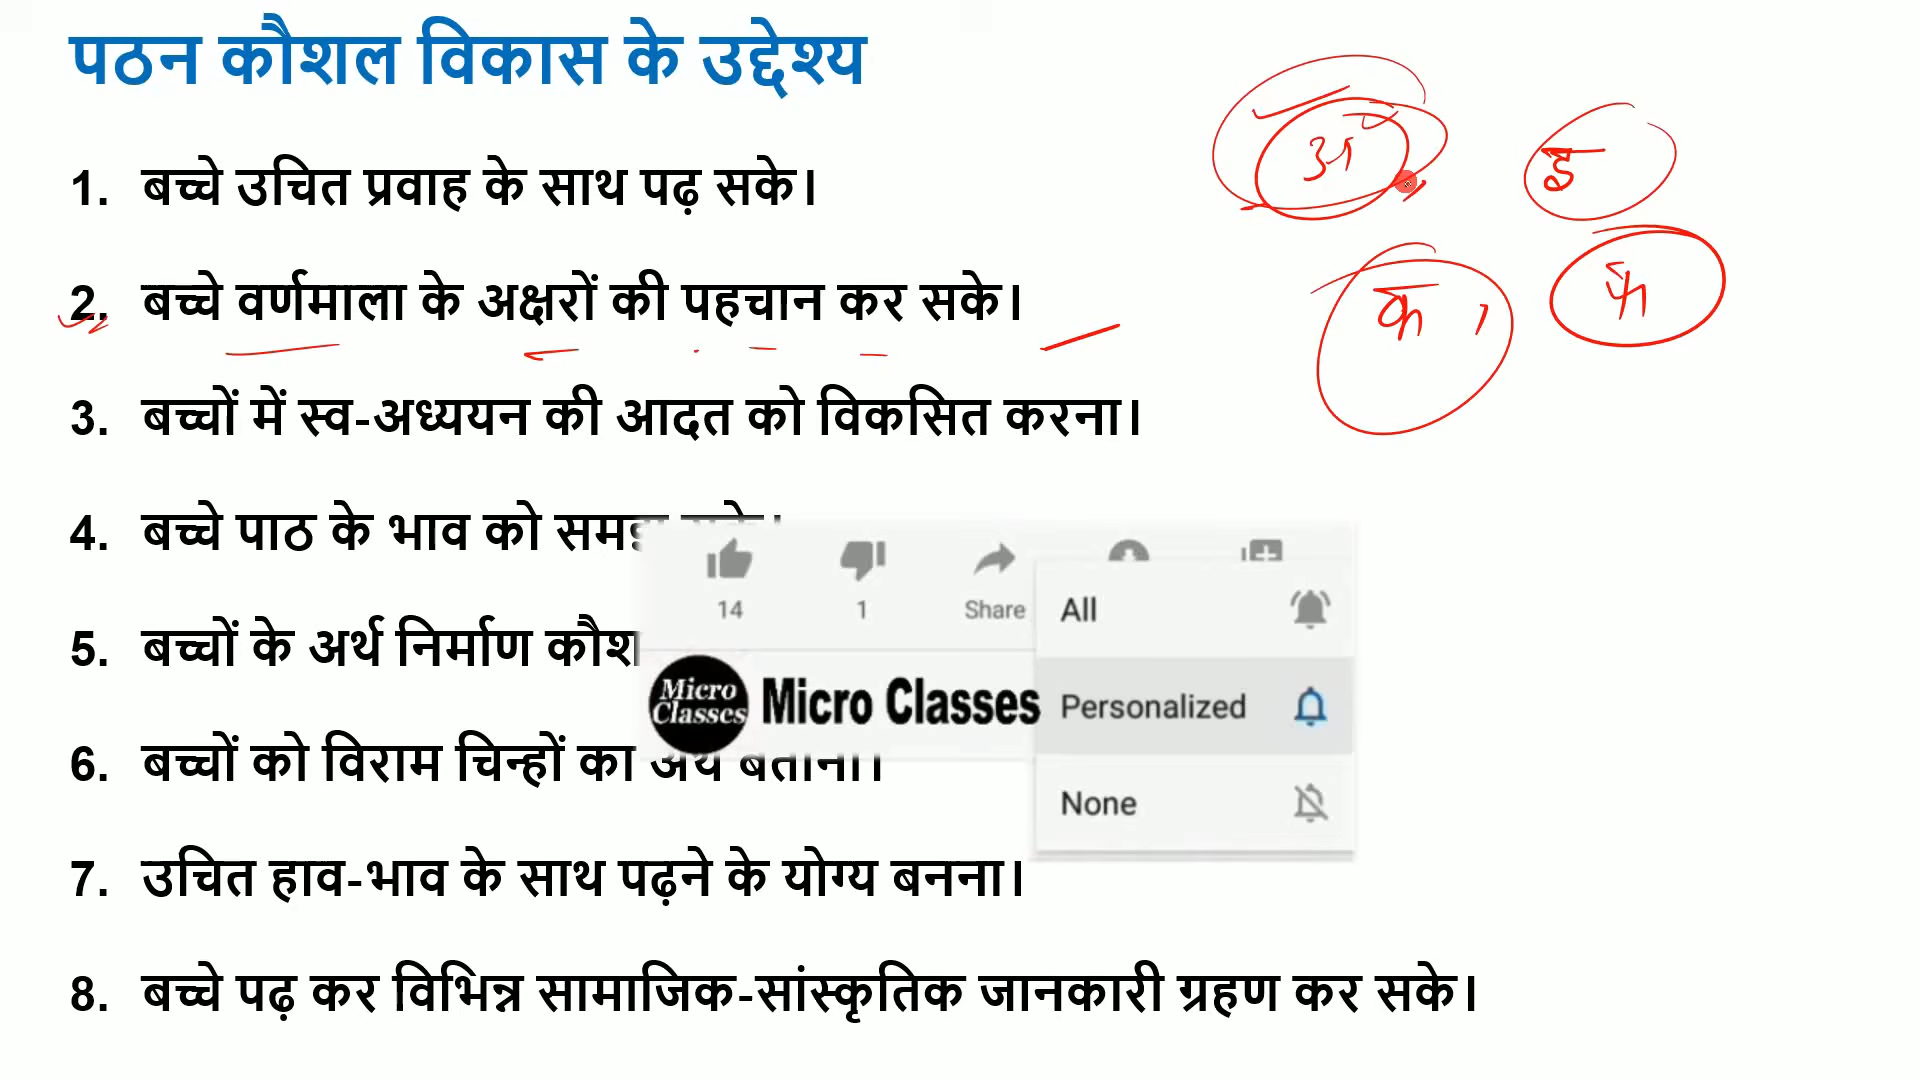 पठन कौशल विकास के उद्देश्य
अ
इ
1. बच्चे उचित प्रवाह के साथ पढ़ सके।
2. बच्चे वर्णमाला के अक्षरों की पहचान कर सके।
क ,
3. बच्चों में स्व-अध्ययन की आदत को विकसित करना।
4. बच्चे पाठ के भाव को
14 1 Share All
5. बच्चों के अर्थ निर्माण
Micro Classes Micro Classes Personalized
6. बच्चों को विराम चिन्हों का अर्थ बताना।
None
7. उचित हाव-भाव के साथ पढ़ने के योग्य बनना।
8. बच्चे पढ़ कर विभिन्न सामाजिक-सांस्कृतिक जानकारी ग्रहण कर सके।